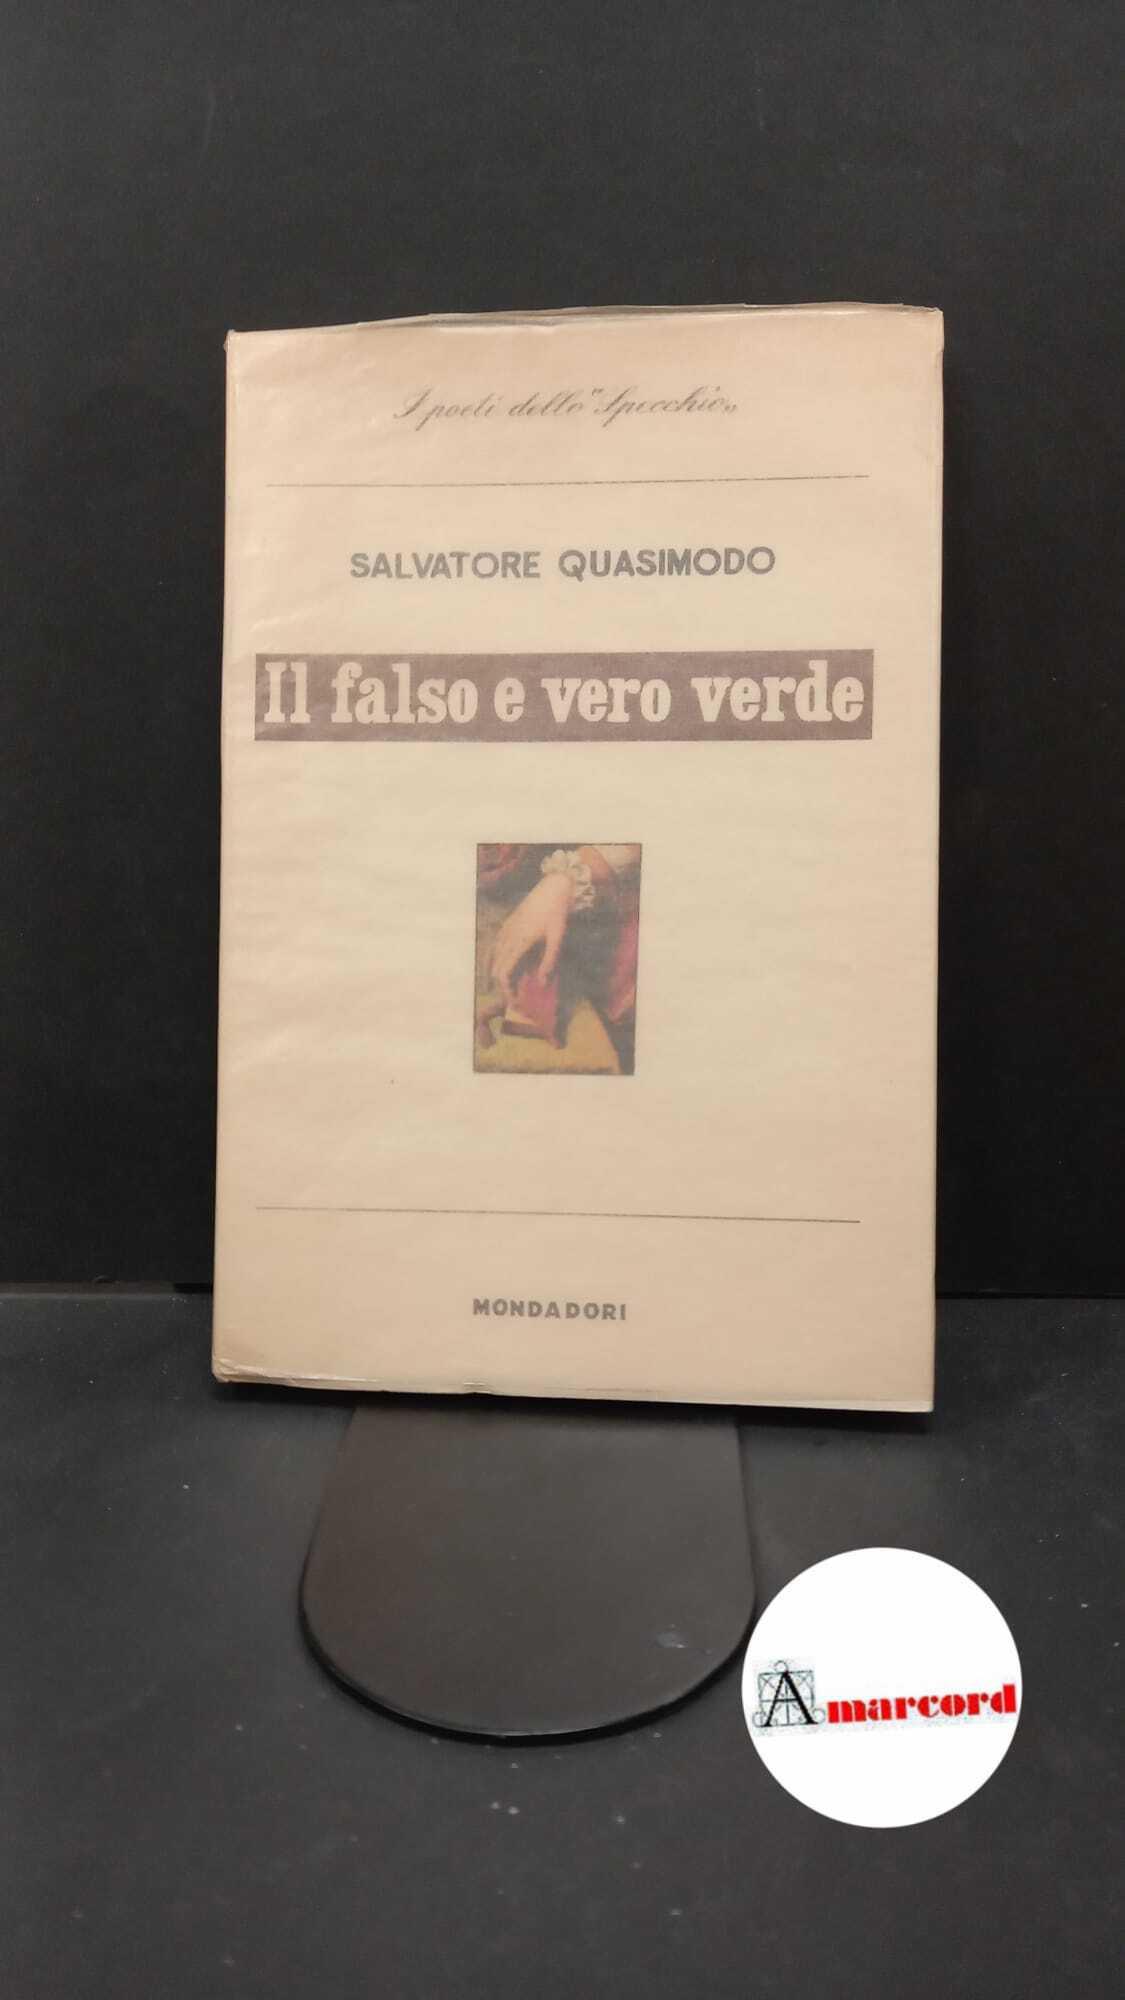 I poeti dello "Specchio„
SALVATORE QUASIMODO
Il falso e vero verde
MONDADORI
Amarcord